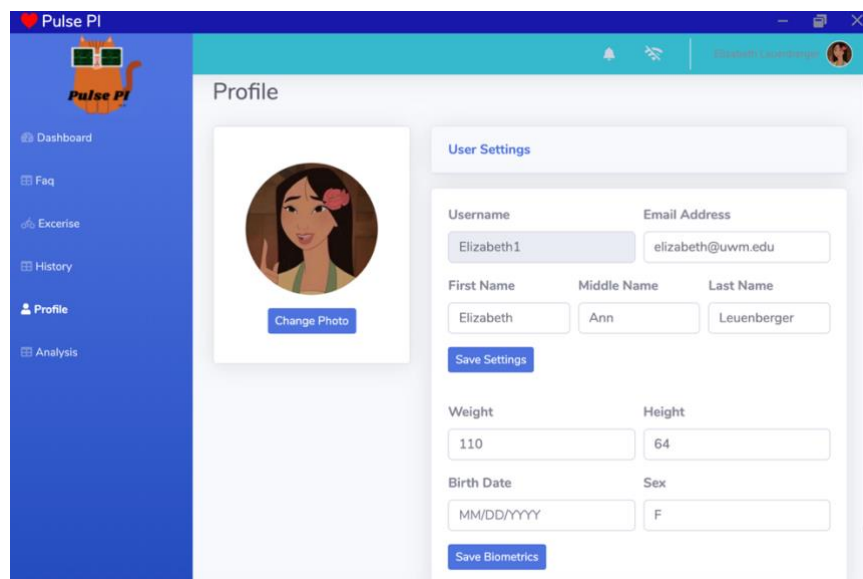 Pulse PI
Pulse PI
Elizabeth Leuenberger
Profile
Dashboard
Faq
Excerise
History
Profile
Analysis
Change Photo
User Settings
Username Email Address
Elizabeth1 elizabeth@uwm.edu
First Name Middle Name Last Name
Elizabeth Ann Leuenberger
Save Settings
Weight Height
110 64
Birth Date Sex
MM/DD/YYYY F
Save Biometrics